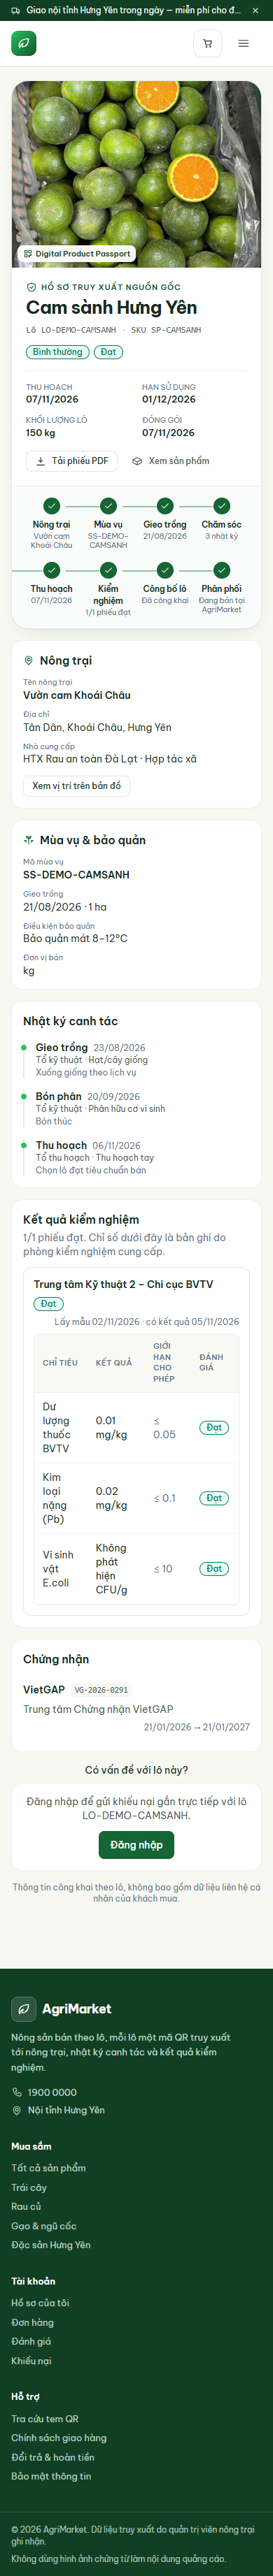 Giao nội tỉnh Hưng Yên trong ngày — miễn phí cho đ...
Digital Product Passport
HỒ SƠ TRUY XUẤT NGUỒN GỐC
Cam sành Hưng Yên
Lô LO-DEMO-CAMSANH · SKU SP-CAMSANH
Bình thường Đạt
THU HOẠCH HẠN SỬ DỤNG
07/11/2026 01/12/2026
KHỐI LƯỢNG LÔ ĐÓNG GÓI
150 kg 07/11/2026
Tải phiếu PDF Xem sản phẩm
Nông trại Mùa vụ Gieo trồng Chăm sóc
Vườn cam Khoái Châu SS-DEMO-CAMSANH 21/08/2026 3 nhật ký
Thu hoạch Kiểm nghiệm Công bố lô Phân phối
07/11/2026 1/1 phiếu đạt Đã công khai Đang bán tại AgriMarket
Nông trại
Tên nông trại
Vườn cam Khoái Châu
Địa chỉ
Tân Dân, Khoái Châu, Hưng Yên
Nhà cung cấp
HTX Rau an toàn Đà Lạt · Hợp tác xã
Xem vị trí trên bản đồ
Mùa vụ & bảo quản
Mã mùa vụ
SS-DEMO-CAMSANH
Gieo trồng
21/08/2026 · 1 ha
Điều kiện bảo quản
Bảo quản mát 8–12°C
Đơn vị bán
kg
Nhật ký canh tác
Gieo trồng 23/08/2026
Tổ kỹ thuật · Hạt/cây giống
Xuống giống theo lịch vụ
Bón phân 20/09/2026
Tổ kỹ thuật · Phân hữu cơ vi sinh
Bón thúc
Thu hoạch 06/11/2026
Tổ thu hoạch · Thu hoạch tay
Chọn lô đạt tiêu chuẩn bán
Kết quả kiểm nghiệm
1/1 phiếu đạt. Chỉ số dưới đây là bản ghi do
phòng kiểm nghiệm cung cấp.
Trung tâm Kỹ thuật 2 – Chi cục BVTV
Đạt
Lấy mẫu 02/11/2026 · có kết quả 05/11/2026
CHỈ TIÊU KẾT QUẢ GIỚI HẠN CHO PHÉP ĐÁNH GIÁ
Dư lượng thuốc BVTV 0.01 mg/kg ≤ 0.05 Đạt
Kim loại nặng (Pb) 0.02 mg/kg ≤ 0.1 Đạt
Vi sinh vật E.coli Không phát hiện CFU/g ≤ 10 Đạt
Chứng nhận
VietGAP VG-2026-0291
Trung tâm Chứng nhận VietGAP
21/01/2026 → 21/01/2027
Có vấn đề với lô này?
Đăng nhập để gửi khiếu nại gắn trực tiếp với lô
LO-DEMO-CAMSANH.
Đăng nhập
Thông tin công khai theo lô, không bao gồm dữ liệu liên hệ cá
nhân của khách mua.
AgriMarket
Nông sản bán theo lô, mỗi lô một mã QR truy xuất
tới nông trại, nhật ký canh tác và kết quả kiểm
nghiệm.
1900 0000
Nội tỉnh Hưng Yên
Mua sắm
Tất cả sản phẩm
Trái cây
Rau củ
Gạo & ngũ cốc
Đặc sản Hưng Yên
Tài khoản
Hồ sơ của tôi
Đơn hàng
Đánh giá
Khiếu nại
Hỗ trợ
Tra cứu tem QR
Chính sách giao hàng
Đổi trả & hoàn tiền
Bảo mật thông tin
© 2026 AgriMarket. Dữ liệu truy xuất do quản trị viên nông trại
ghi nhận.
Không dùng hình ảnh chứng từ làm nội dung quảng cáo.